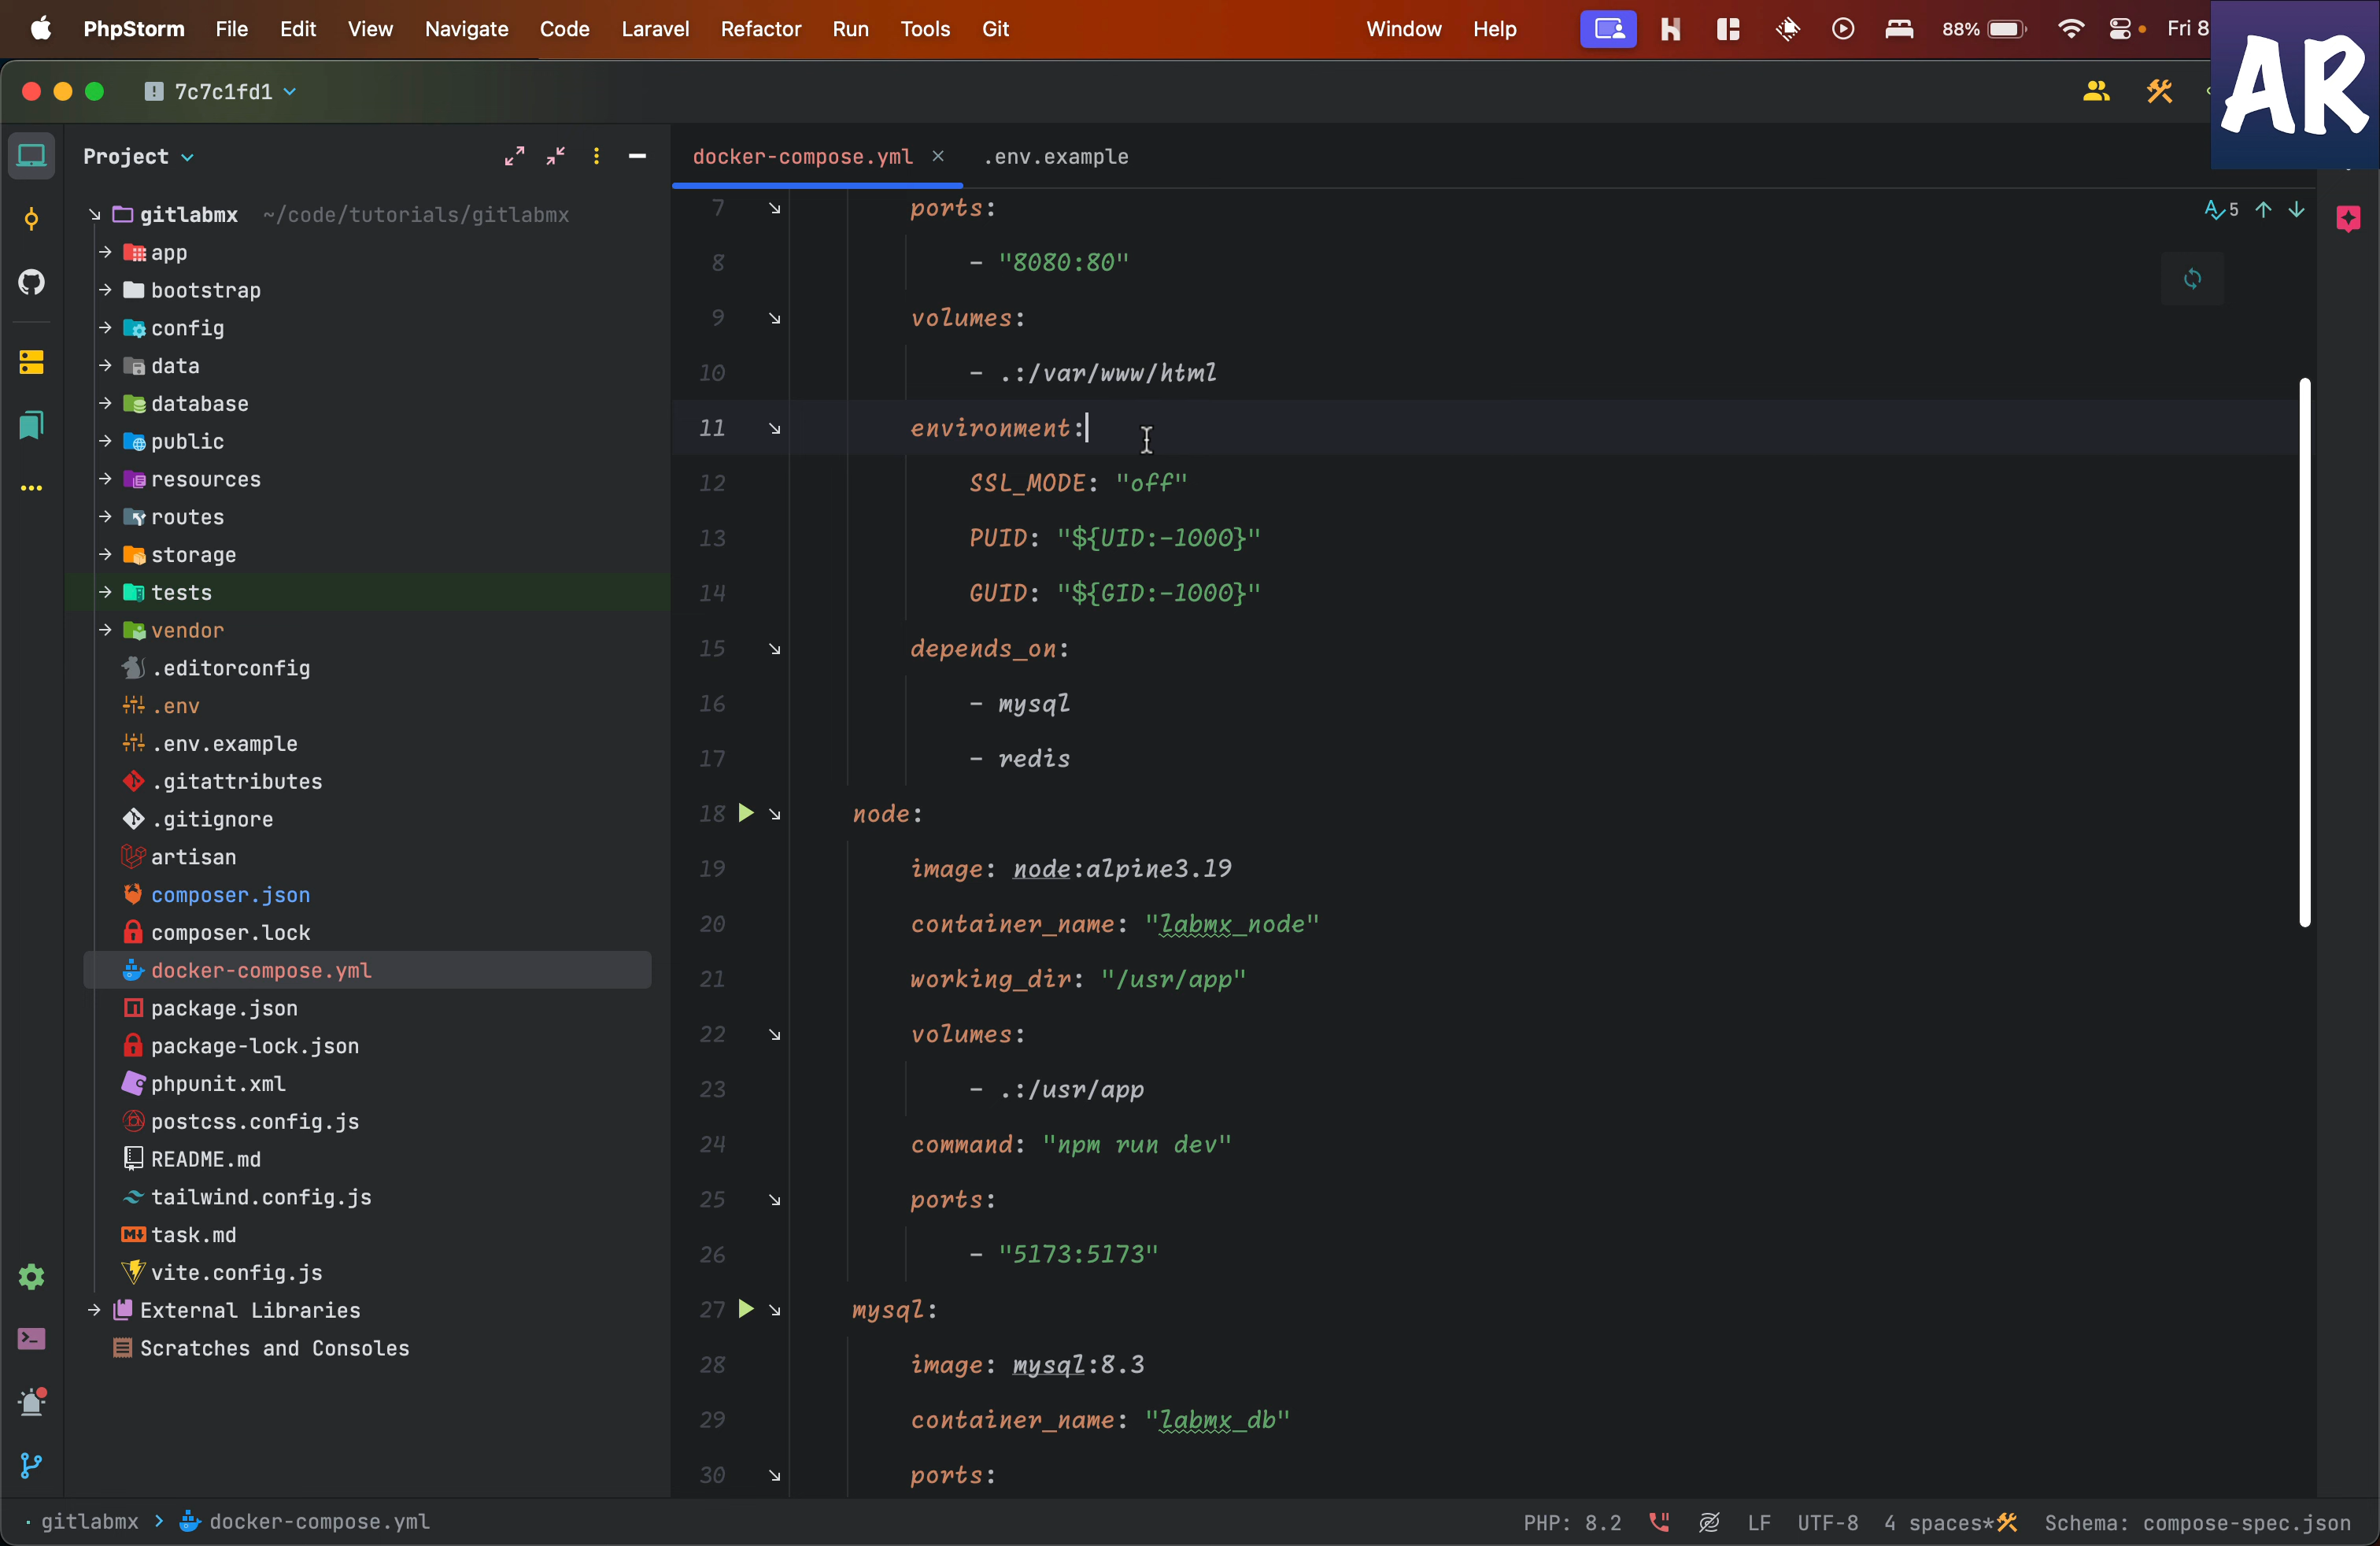 PhpStorm File Edit View Navigate Code Laravel Refactor Run Tools Git Window Help 88% Fri 8
AR
7c7c1fd1
Project
docker-compose.yml
.env.example
gitlabmx ~/code/tutorials/gitlabmx
app
bootstrap
config
data
database
public
resources
routes
storage
tests
vendor
.editorconfig
.env
.env.example
.gitattributes
.gitignore
artisan
composer.json
composer.lock
docker-compose.yml
package.json
package-lock.json
phpunit.xml
postcss.config.js
README.md
tailwind.config.js
task.md
vite.config.js
External Libraries
Scratches and Consoles
5
7 ports:
8 - "8080:80"
9 volumes:
10 - .:/var/www/html
11 environment:
12 SSL_MODE: "off"
13 PUID: "${UID:-1000}"
14 GUID: "${GID:-1000}"
15 depends_on:
16 - mysql
17 - redis
18 node:
19 image: node:alpine3.19
20 container_name: "labmx_node"
21 working_dir: "/usr/app"
22 volumes:
23 - .:/usr/app
24 command: "npm run dev"
25 ports:
26 - "5173:5173"
27 mysql:
28 image: mysql:8.3
29 container_name: "labmx_db"
30 ports:
gitlabmx > docker-compose.yml
PHP: 8.2 LF UTF-8 4 spaces* Schema: compose-spec.json